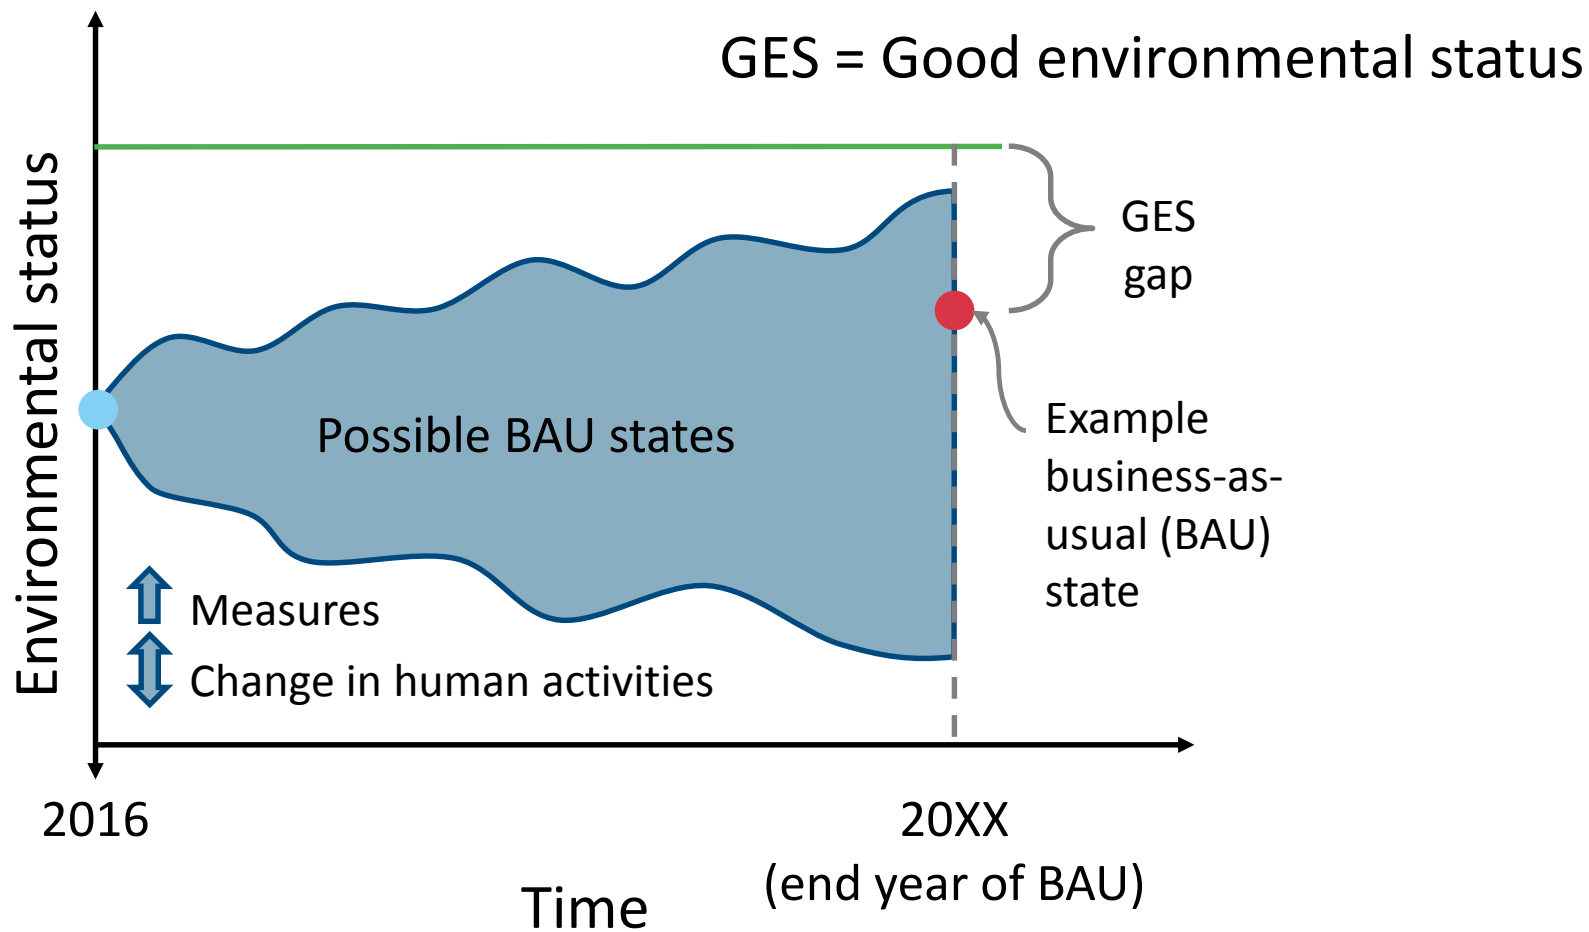 GES = Good environmental status
Environmental status
GES
gap
Possible BAU states
Example
business-as-
usual (BAU)
state
Measures
Change in human activities
2016
20XX
(end year of BAU)
Time